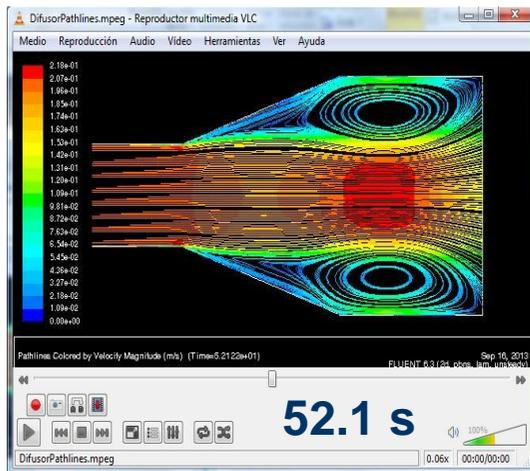 DifusorPathlines.mpeg - Reproductor multimedia VLC
Medio Reproducción Audio Vídeo Herramientas Ver Ayuda
2.18e-01
2.07e-01
1.96e-01
1.85e-01
1.74e-01
1.63e-01
1.53e-01
1.42e-01
1.31e-01
1.20e-01
1.09e-01
9.81e-02
8.72e-02
7.63e-02
6.54e-02
5.45e-02
4.36e-02
3.27e-02
2.18e-02
1.09e-02
0.00e+00
Pathlines Colored by Velocity Magnitude (m/s) (Time=5.2122e+01)
Sep 16, 2013
FLUENT 6.3 (2d, pbns, lam, unsteady)
52.1 s
100%
DifusorPathlines.mpeg
0.06x
00:00/00:00